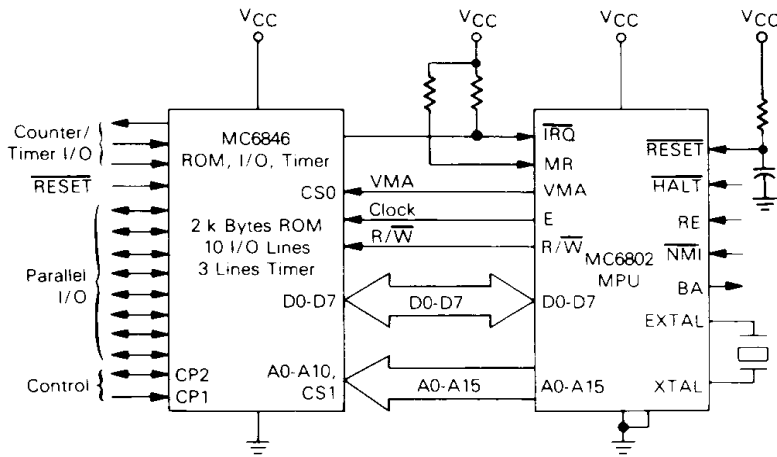 VCC VCC VCC VCC
MC6846
ROM, I/O, Timer
Counter/
Timer I/O
RESET
CS0
2 k Bytes ROM
10 I/O Lines
3 Lines Timer
Parallel
I/O
D0-D7
A0-A10,
CS1
Control
CP2
CP1
VMA
Clock
R/W
D0-D7
A0-A15
IRQ
MR
VMA
E
R/W
MC6802
MPU
D0-D7
A0-A15
RESET
HALT
RE
NMI
BA
EXTAL
XTAL